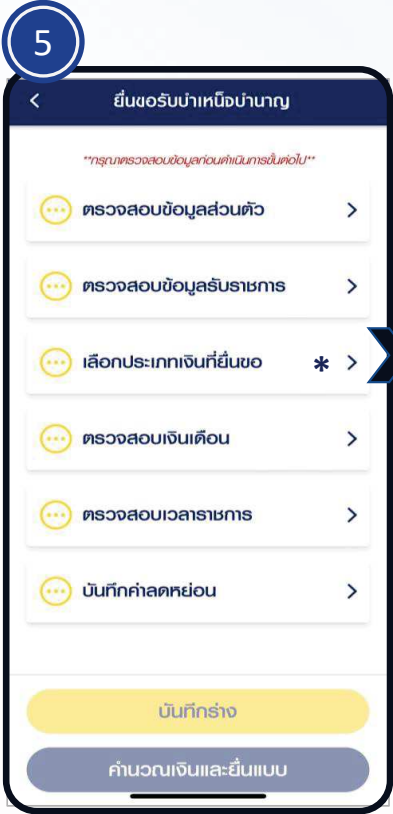 5
ยื่นขอรับบำเหน็จบำนาญ
**กรุณาตรวจสอบข้อมูลก่อนดำเนินการขั้นต่อไป**
ตรวจสอบข้อมูลส่วนตัว
ตรวจสอบข้อมูลรับราชการ
เลือกประเภทเงินที่ยื่นขอ *
ตรวจสอบเงินเดือน
ตรวจสอบเวลาราชการ
บันทึกค่าลดหย่อน
บันทึกร่าง
คำนวณเงินและยื่นแบบ